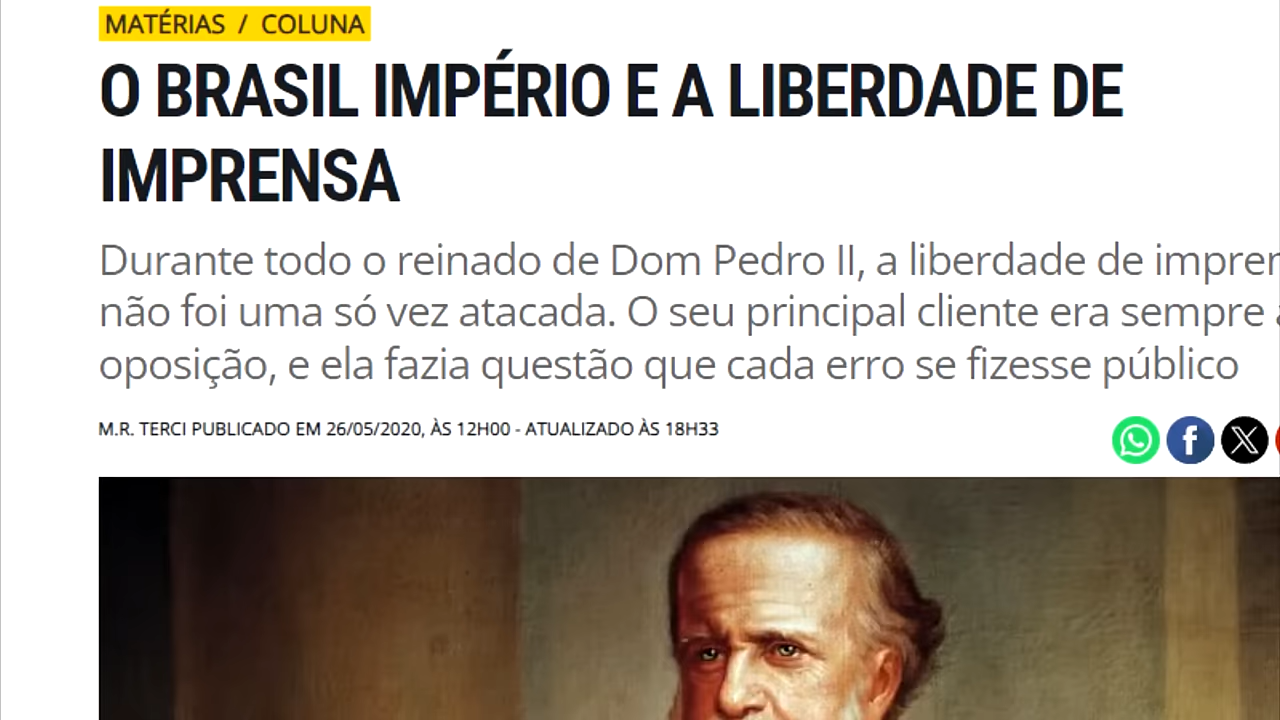 MATÉRIAS / COLUNA
O BRASIL IMPÉRIO E A LIBERDADE DE
IMPRENSA
Durante todo o reinado de Dom Pedro II, a liberdade de
não foi uma só vez atacada. O seu principal cliente era sempre
oposição, e ela fazia questão que cada erro se fizesse público
M.R. TERCI PUBLICADO EM 26/05/2020, ÀS 12H00 - ATUALIZADO ÀS 18H33